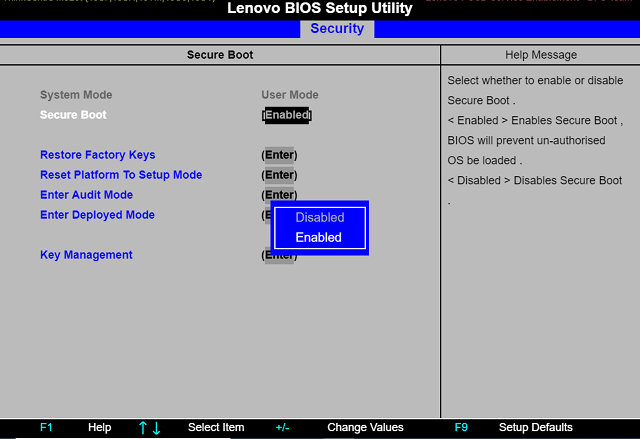 Lenovo BIOS Setup Utility
Security
Secure Boot
Help Message
System Mode User Mode
Secure Boot [Enabled]
Restore Factory Keys (Enter)
Reset Platform To Setup Mode (Enter)
Enter Audit Mode (Enter)
Enter Deployed Mode
Key Management (Enter)
Disabled
Enabled
Select whether to enable or disable
Secure Boot .
< Enabled > Enables Secure Boot ,
BIOS will prevent un-authorised
OS be loaded .
< Disabled > Disables Secure Boot
.
F1 Help ↑↓ Select Item +/- Change Values F9 Setup Defaults